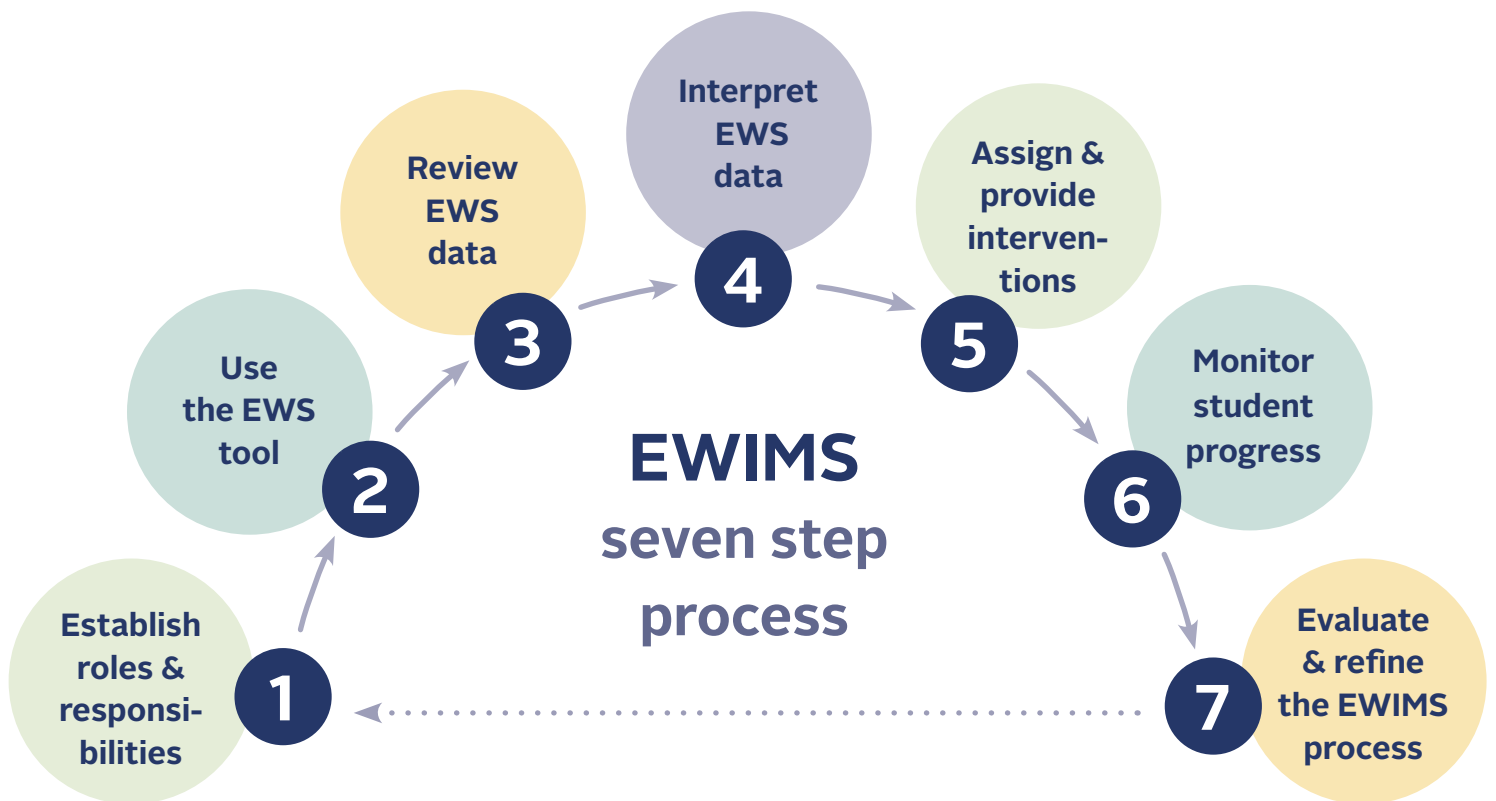 EWIMS
seven step
process
1
Establish
roles &
responsi-
bilities
2
Use
the EWS
tool
3
Review
EWS
data
4
Interpret
EWS
data
5
Assign &
provide
interven-
tions
6
Monitor
student
progress
7
Evaluate
& refine
the EWIMS
process